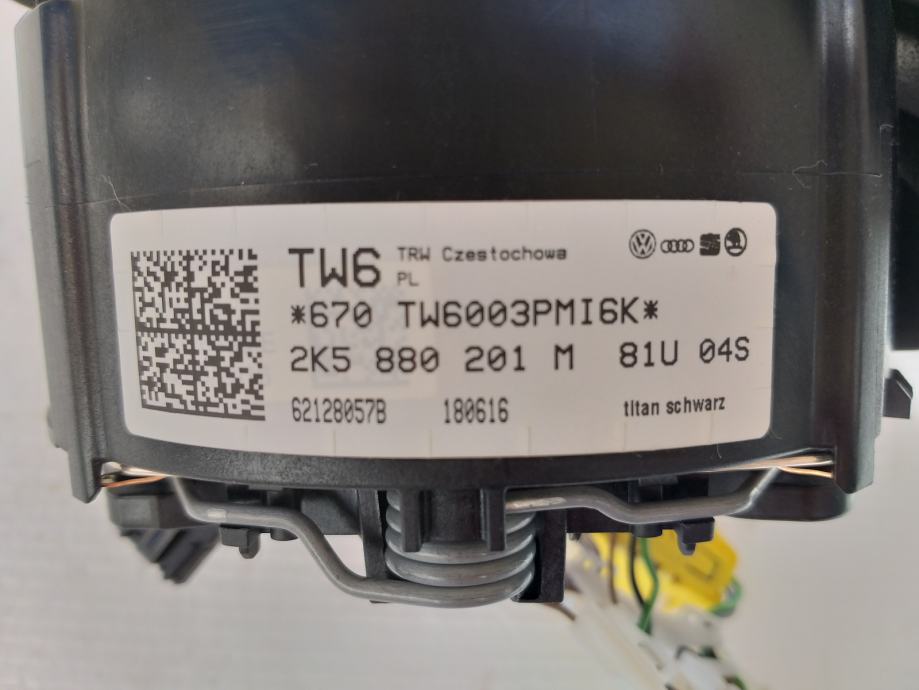 TW6 TRW Czestochowa
PL
*670 TW6003PMI6K*
2K5 880 201 M 81U 04S
62128057B 180616 titan schwarz